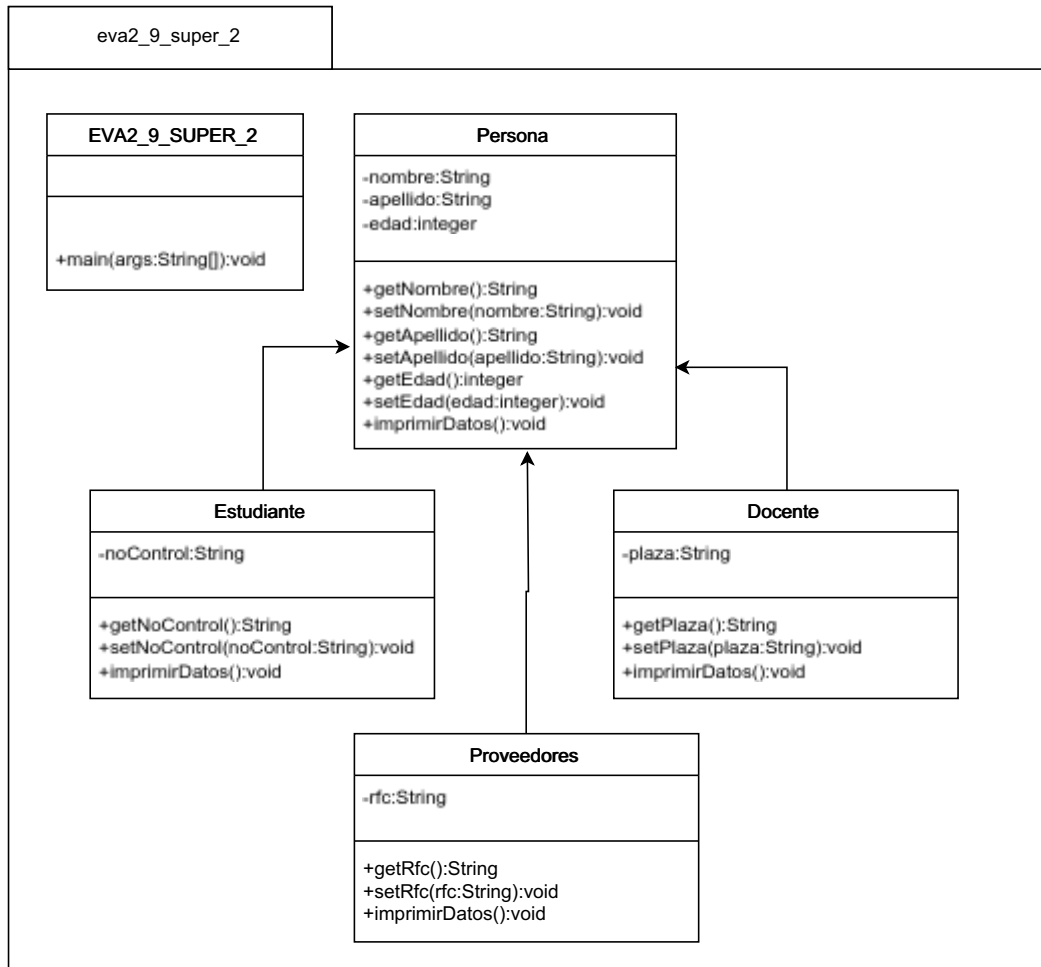 eva2_9_super_2
EVA2_9_SUPER_2
+main(args:String[]):void
Persona
-nombre:String
-apellido:String
-edad:integer
+getNombre():String
+setNombre(nombre:String):void
+getApellido():String
+setApellido(apellido:String):void
+getEdad():integer
+setEdad(edad:integer):void
+imprimirDatos():void
Estudiante
-noControl:String
+getNoControl():String
+setNoControl(noControl:String):void
+imprimirDatos():void
Docente
-plaza:String
+getPlaza():String
+setPlaza(plaza:String):void
+imprimirDatos():void
Proveedores
-rfc:String
+getRfc():String
+setRfc(rfc:String):void
+imprimirDatos():void